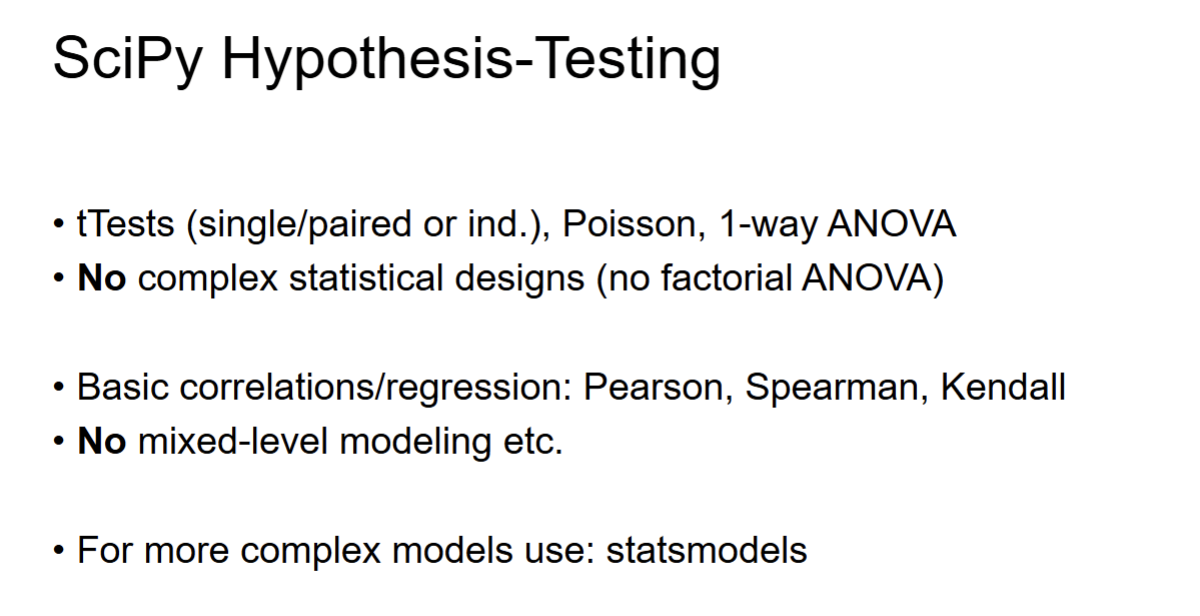 SciPy Hypothesis-Testing
• tTests (single/paired or ind.), Poisson, 1-way ANOVA
• No complex statistical designs (no factorial ANOVA)
• Basic correlations/regression: Pearson, Spearman, Kendall
• No mixed-level modeling etc.
• For more complex models use: statsmodels